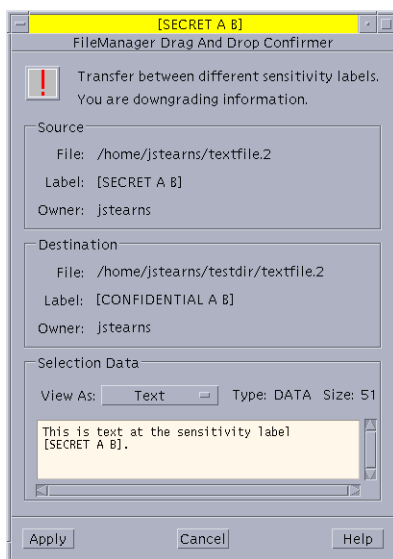 [SECRET A B]
FileManager Drag And Drop Confirmer
Transfer between different sensitivity labels.
You are downgrading information.
Source
File: /home/jstearns/textfile.2
Label: [SECRET A B]
Owner: jstearns
Destination
File: /home/jstearns/testdir/textfile.2
Label: [CONFIDENTIAL A B]
Owner: jstearns
Selection Data
View As: Text Type: DATA Size: 51
This is text at the sensitivity label
[SECRET A B].
Apply Cancel Help